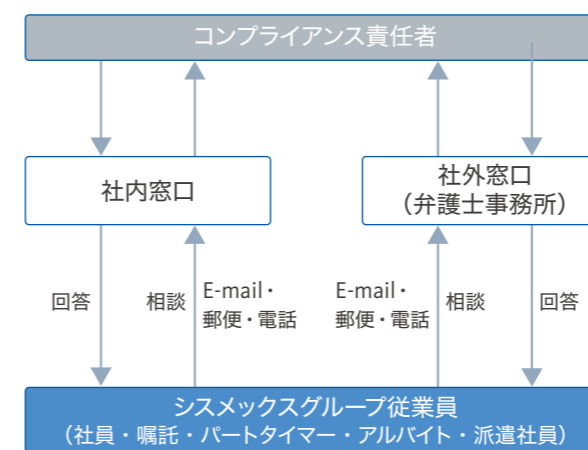 コンプライアンス責任者
社内窓口
社外窓口
（弁護士事務所）
回答
相談
E-mail・
郵便・電話
E-mail・
郵便・電話
相談
回答
シスメックスグループ従業員
（社員・嘱託・パートタイマー・アルバイト・派遣社員）